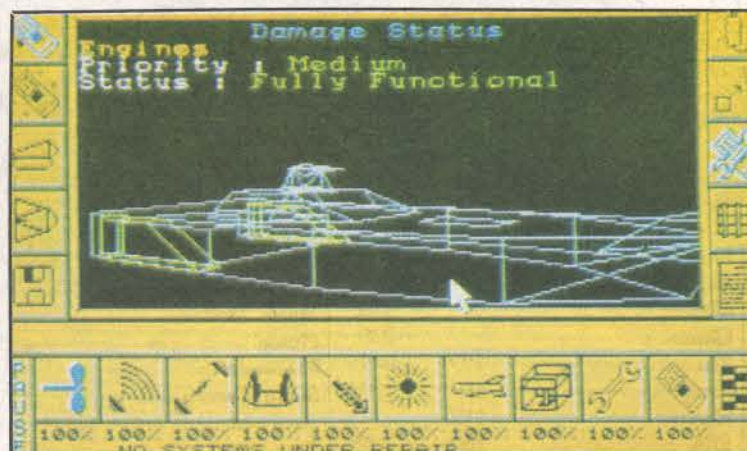 Damage Status
Engines
Priority : Medium
Status : Fully Functional
PAUSE
100% 100% 100% 100% 100% 100% 100% 100% 100% 100%
NO SYSTEMS UNDER REPAIR